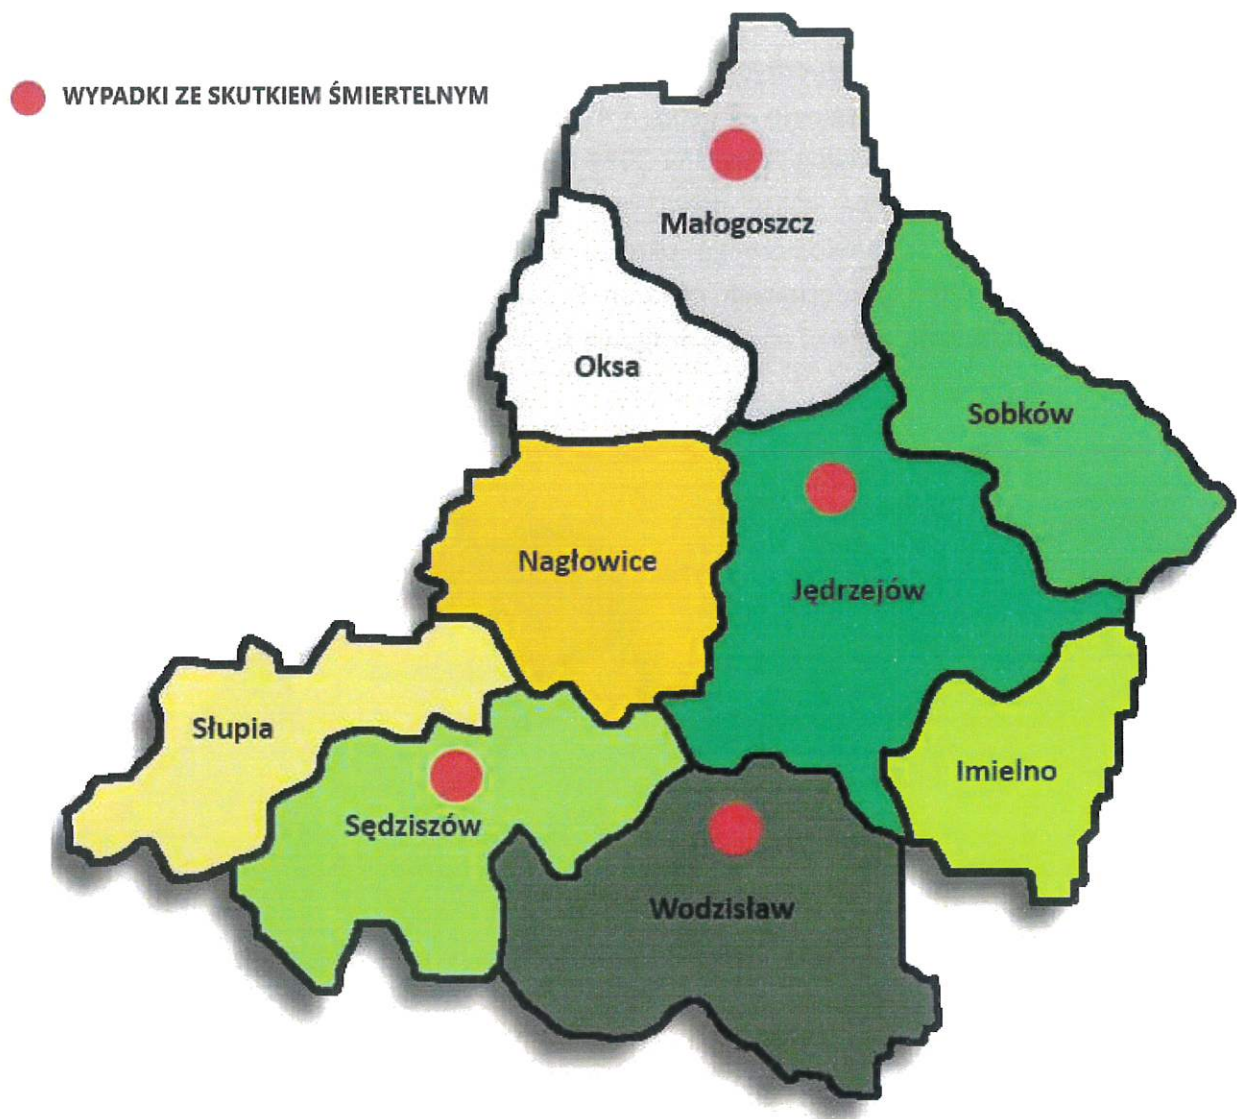 WYPADKI ZE SKUTKIEM ŚMIERTELNYM
Małogoszcz
Oksa
Sobków
Nagłowice
Jędrzejów
Słupia
Imielno
Sędziszów
Wodzisław